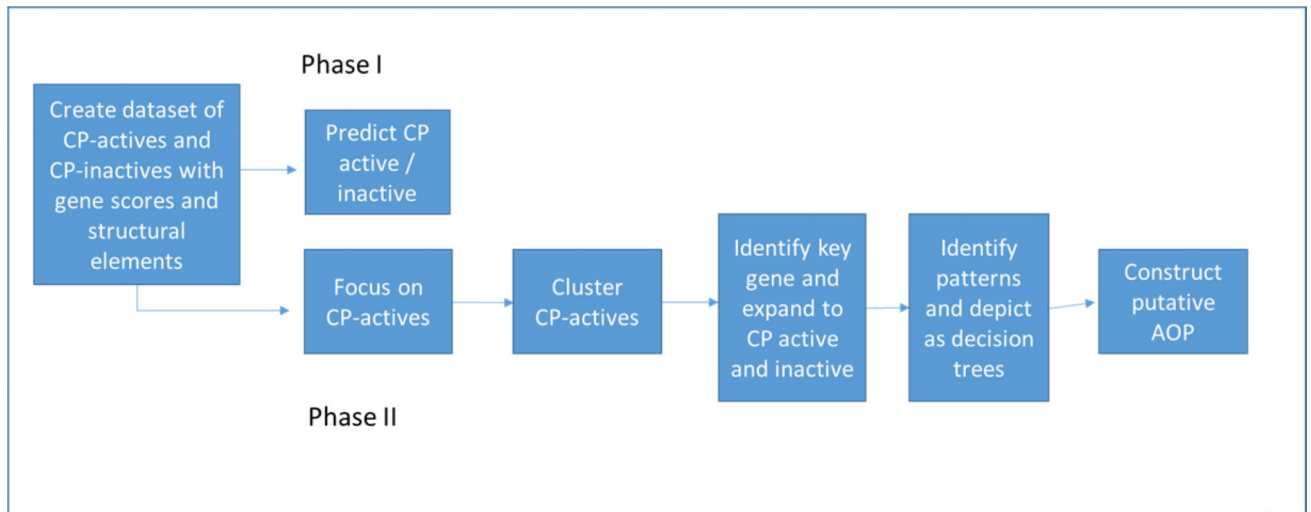 Phase I
Create dataset of
CP-actives and
CP-inactives with
gene scores and
structural
elements
Predict CP
active /
inactive
Focus on
CP-actives
Cluster
CP-actives
Identify key
gene and
expand to
CP active
and inactive
Identify
patterns
and depict
as decision
trees
Construct
putative
AOP
Phase II